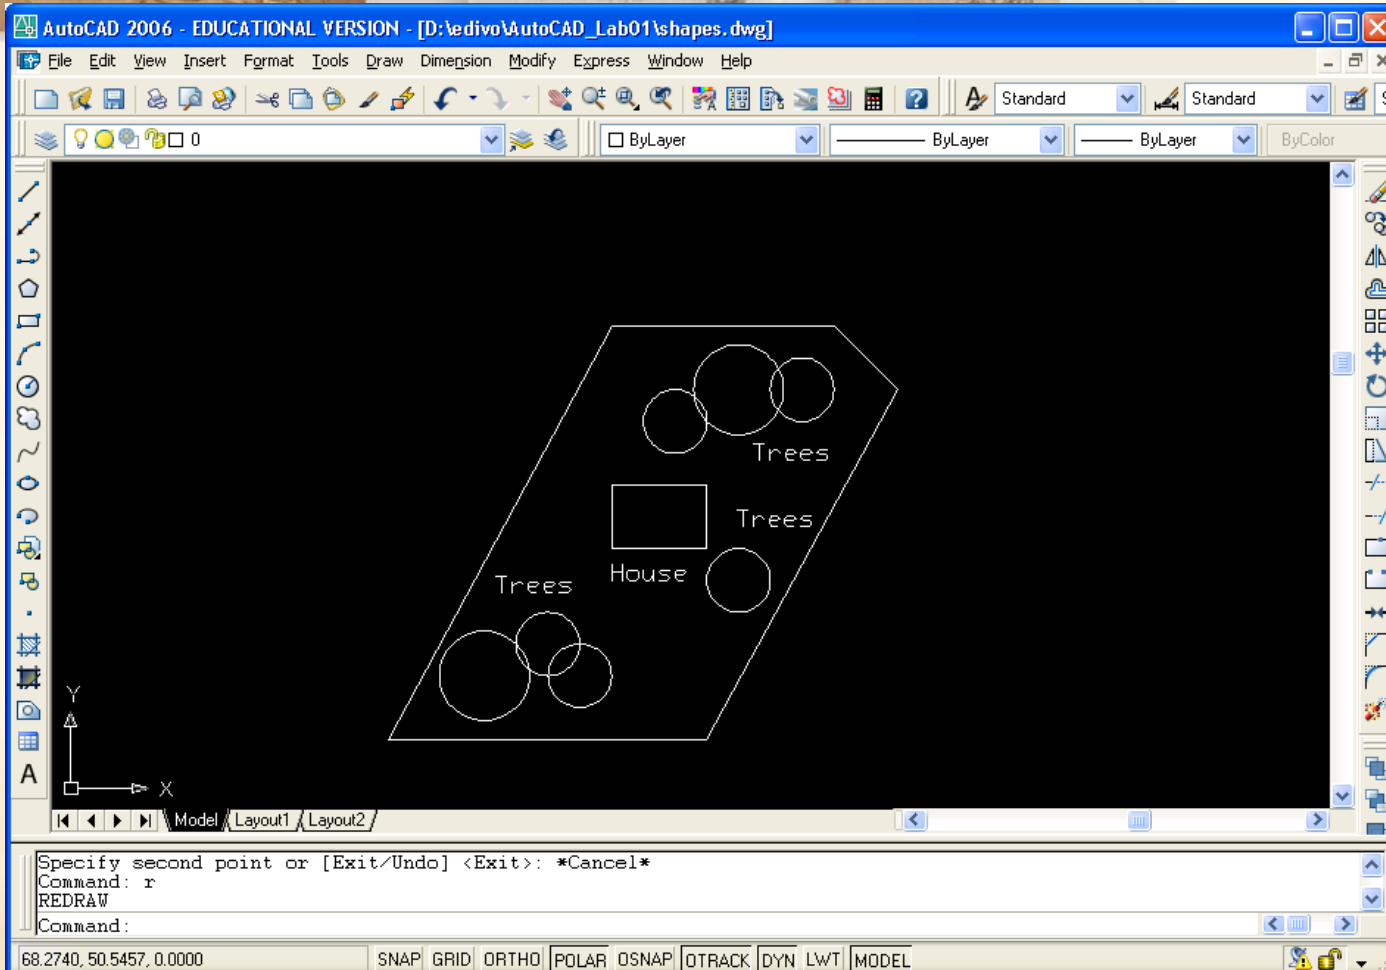 AutoCAD 2006 - EDUCATIONAL VERSION - [D:\edivo\AutoCAD_Lab01\shapes.dwg]
File Edit View Insert Format Tools Draw Dimension Modify Express Window Help
Standard Standard S
0 ByLayer ByLayer ByLayer ByColor
Trees
Trees
House
Trees
Y
X
A
Model Layout1 Layout2
Specify second point or [Exit/Undo] <Exit>: *Cancel*
Command: r
REDRAW
Command:
68.2740, 50.5457, 0.0000 SNAP GRID ORTHO POLAR OSNAP OTRACK DYN LWT MODEL